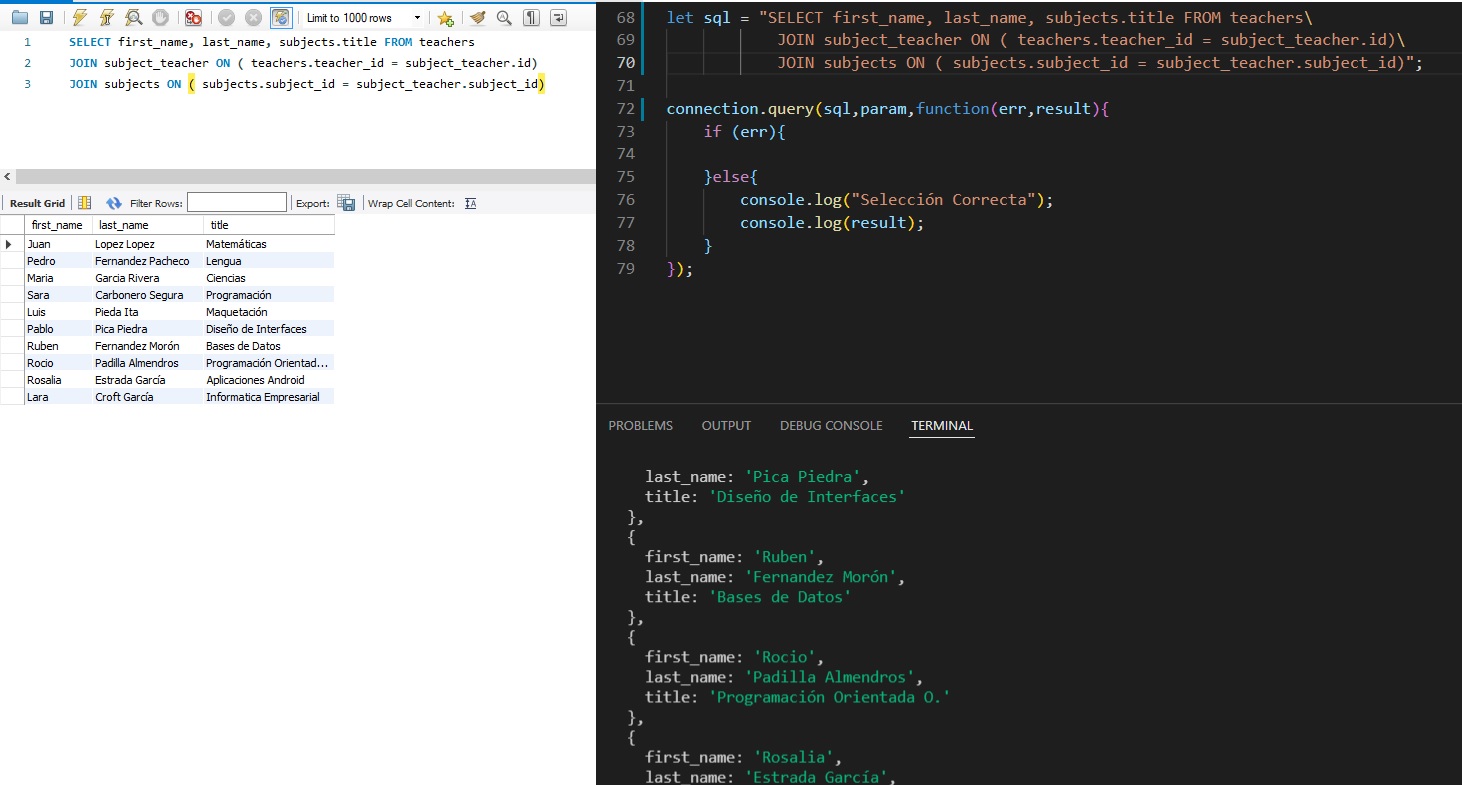 Limit to 1000 rows
1 SELECT first_name, last_name, subjects.title FROM teachers
2 JOIN subject_teacher ON ( teachers.teacher_id = subject_teacher.id)
3 JOIN subjects ON ( subjects.subject_id = subject_teacher.subject_id)
Result Grid Filter Rows: Export: Wrap Cell Content: IA
first_name last_name title
Juan Lopez Lopez Matemáticas
Pedro Fernandez Pacheco Lengua
Maria Garcia Rivera Ciencias
Sara Carbonero Segura Programación
Luis Pieda Ita Maquetación
Pablo Pica Piedra Diseño de Interfaces
Ruben Fernandez Morón Bases de Datos
Rocio Padilla Almendros Programación Orientad...
Rosalia Estrada García Aplicaciones Android
Lara Croft García Informatica Empresarial
68 let sql = "SELECT first_name, last_name, subjects.title FROM teachers\
69 JOIN subject_teacher ON ( teachers.teacher_id = subject_teacher.id)\
70 JOIN subjects ON ( subjects.subject_id = subject_teacher.subject_id)";
71
72 connection.query(sql,param,function(err,result){
73 if (err){
74
75 }else{
76 console.log("Selección Correcta");
77 console.log(result);
78 }
79 });
PROBLEMS OUTPUT DEBUG CONSOLE TERMINAL
last_name: 'Pica Piedra',
title: 'Diseño de Interfaces'
},
{
first_name: 'Ruben',
last_name: 'Fernandez Morón',
title: 'Bases de Datos'
},
{
first_name: 'Rocio',
last_name: 'Padilla Almendros',
title: 'Programación Orientada O.'
},
{
first_name: 'Rosalia',
last_name: 'Estrada García',